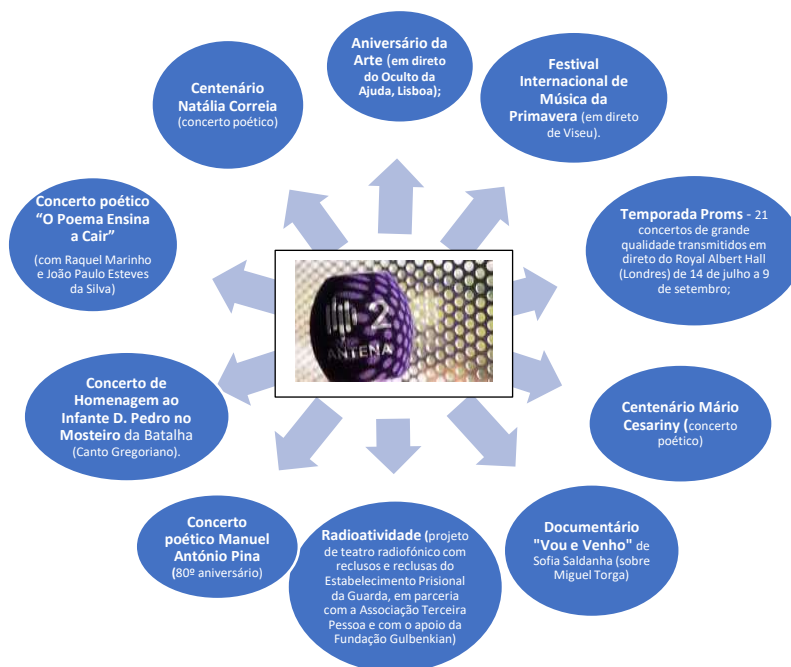 Aniversário da
Arte (em direto
do Oculto da
Ajuda, Lisboa);
Festival
Internacional de
Música da
Primavera (em direto
de Viseu).
Temporada Proms - 21
concertos de grande
qualidade transmitidos em
direto do Royal Albert Hall
(Londres) de 14 de julho a 9
de setembro;
Centenário Mário
Cesariny (concerto
poético)
Documentário
"Vou e Venho" de
Sofia Saldanha (sobre
Miguel Torga)
Radioatividade (projeto
de teatro radiofónico com
reclusos e reclusas do
Estabelecimento Prisional
da Guarda, em parceria
com a Associação Terceira
Pessoa e com o apoio da
Fundação Gulbenkian)
Concerto
poético Manuel
António Pina
(80º aniversário)
Concerto de
Homenagem ao
Infante D. Pedro no
Mosteiro da Batalha
(Canto Gregoriano).
Concerto poético
“O Poema Ensina
a Cair”
(com Raquel Marinho
e João Paulo Esteves
da Silva)
Centenário
Natália Correia
(concerto poético)
2
ANTENA